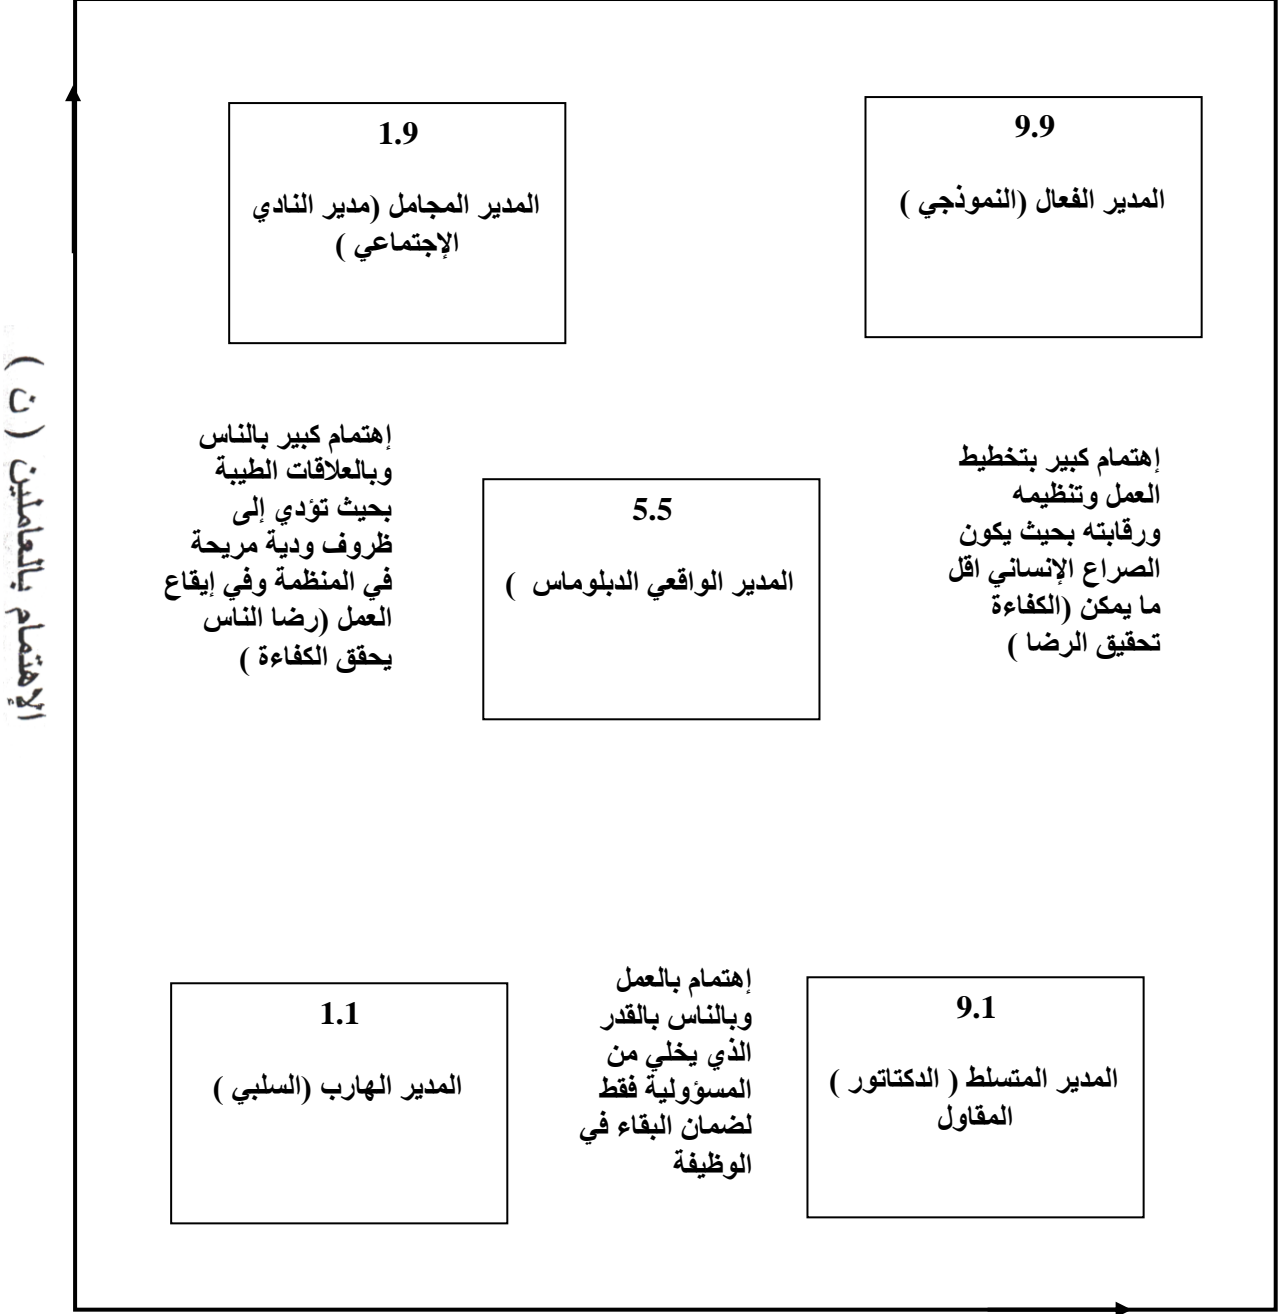 9.9
المدير الفعال (النموذجي )
1.9
المدير المجامل (مدير النادي
الإجتماعي )
إهتمام كبير بتخطيط
العمل وتنظيمه
ورقابته بحيث يكون
الصراع الإنساني اقل
ما يمكن (الكفاءة
تحقيق الرضا )
5.5
المدير الواقعي الدبلوماس )
إهتمام كبير بالناس
وبالعلاقات الطيبة
بحيث تؤدي إلى
ظروف ودية مريحة
في المنظمة وفي إيقاع
العمل (رضا الناس
يحقق الكفاءة )
الإهتمام بالعاملين ( ن )
9.1
المدير المتسلط ( الدكتاتور )
المقاول
إهتمام بالعمل
وبالناس بالقدر
الذي يخلي من
المسؤولية فقط
لضمان البقاء في
الوظيفة
1.1
المدير الهارب (السلبي )